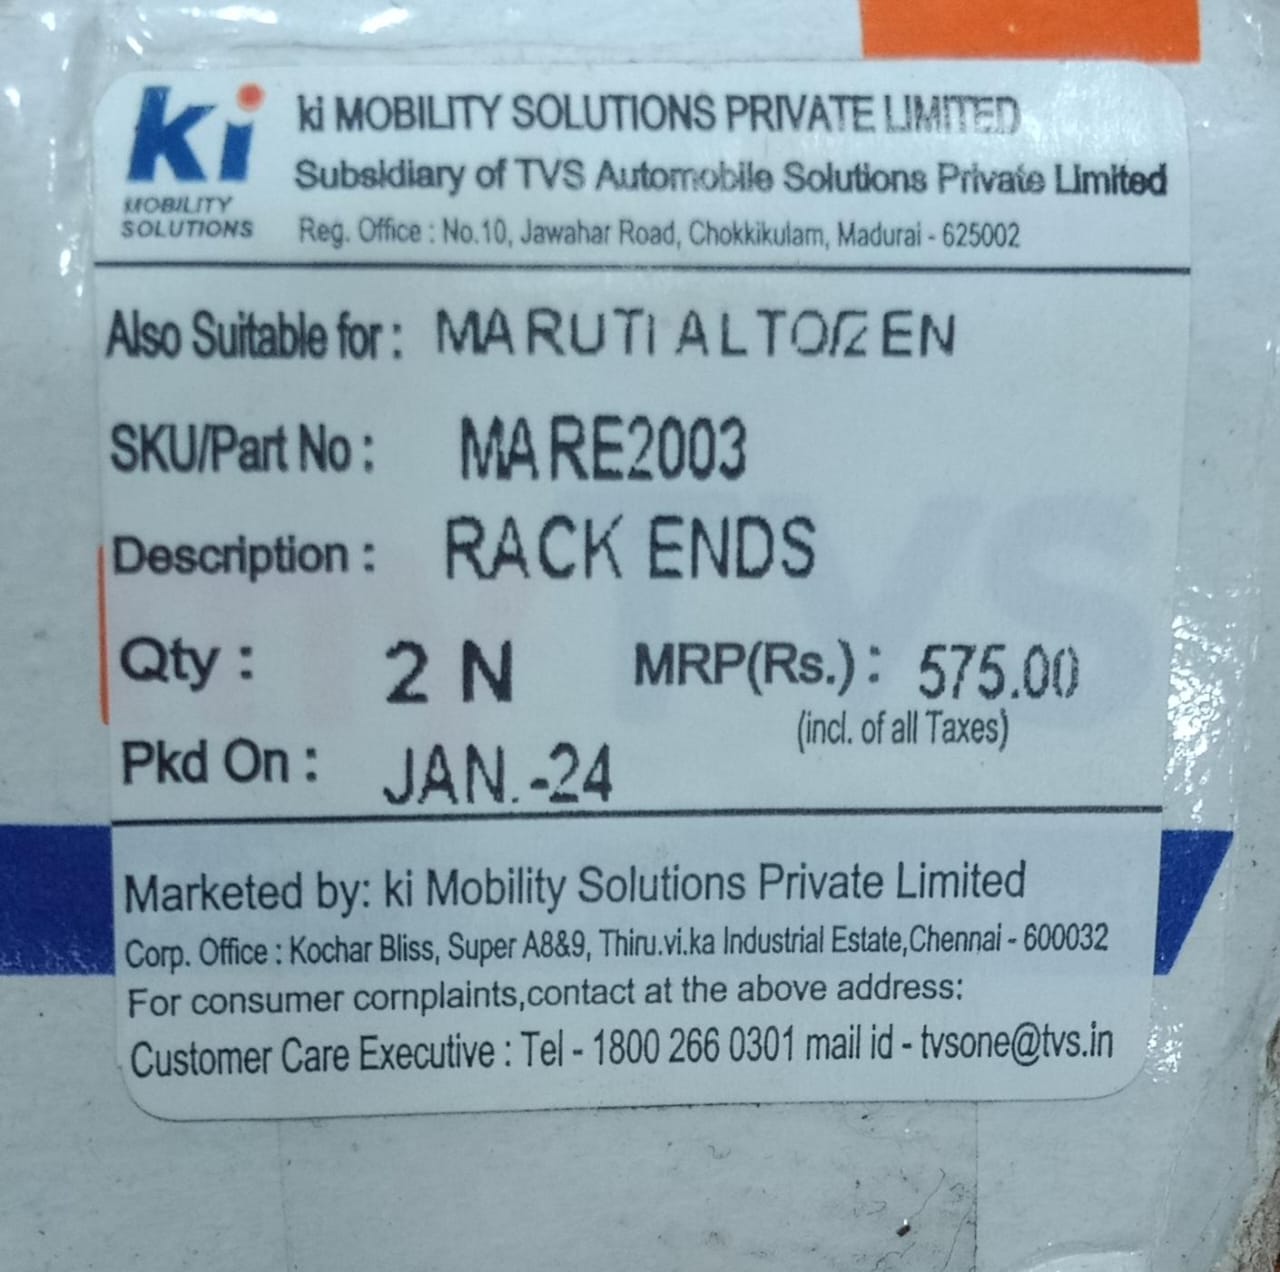 ki
MOBILITY
SOLUTIONS
ki MOBILITY SOLUTIONS PRIVATE LIMITED
Subsidiary of TVS Automobile Solutions Private Limited
Reg. Office : No.10, Jawahar Road, Chokkikulam, Madurai - 625002
Also Suitable for : MARUTI ALTO/ZEN
SKU/Part No : MARE2003
Description : RACK ENDS
Qty : 2 N MRP(Rs.) : 575.00
(incl. of all Taxes)
Pkd On : JAN.-24
Marketed by: ki Mobility Solutions Private Limited
Corp. Office : Kochar Bliss, Super A8&9, Thiru.vi.ka Industrial Estate,Chennai - 600032
For consumer cornplaints,contact at the above address:
Customer Care Executive : Tel - 1800 266 0301 mail id - tvsone@tvs.in
myTVS